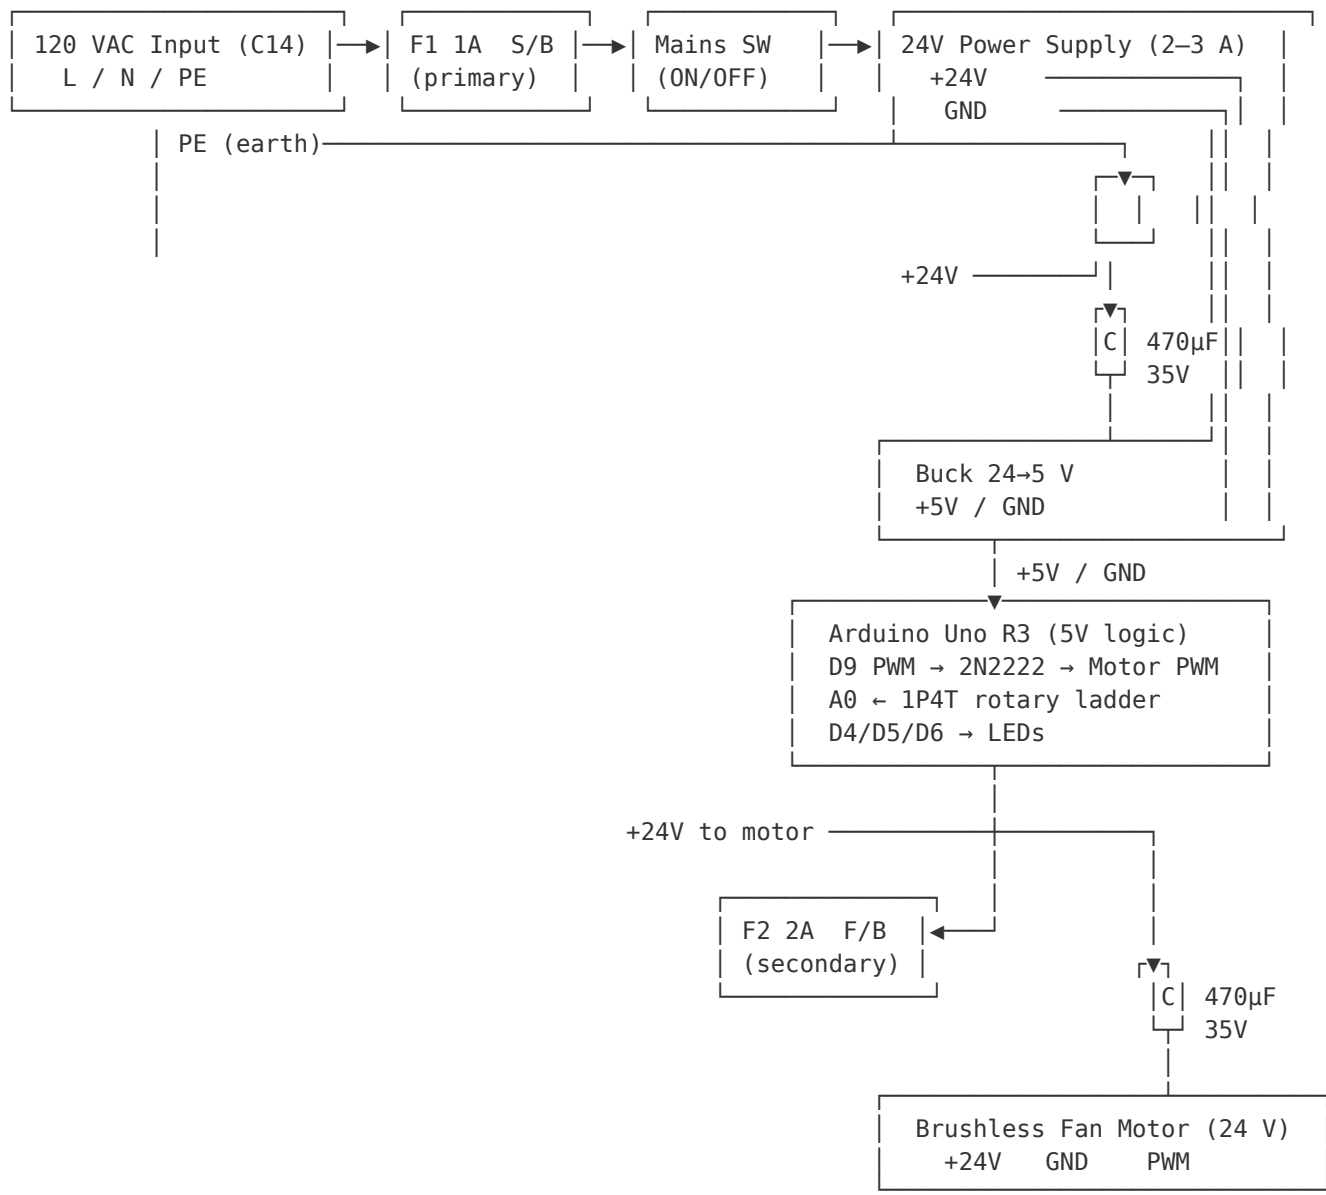 120 VAC Input (C14)
L / N / PE
F1 1A S/B
(primary)
Mains SW
(ON/OFF)
24V Power Supply (2–3 A)
+24V
GND
PE (earth)
+24V
C 470µF
35V
Buck 24→5 V
+5V / GND
+5V / GND
Arduino Uno R3 (5V logic)
D9 PWM → 2N2222 → Motor PWM
A0 ← 1P4T rotary ladder
D4/D5/D6 → LEDs
+24V to motor
F2 2A F/B
(secondary)
C 470µF
35V
Brushless Fan Motor (24 V)
+24V GND PWM